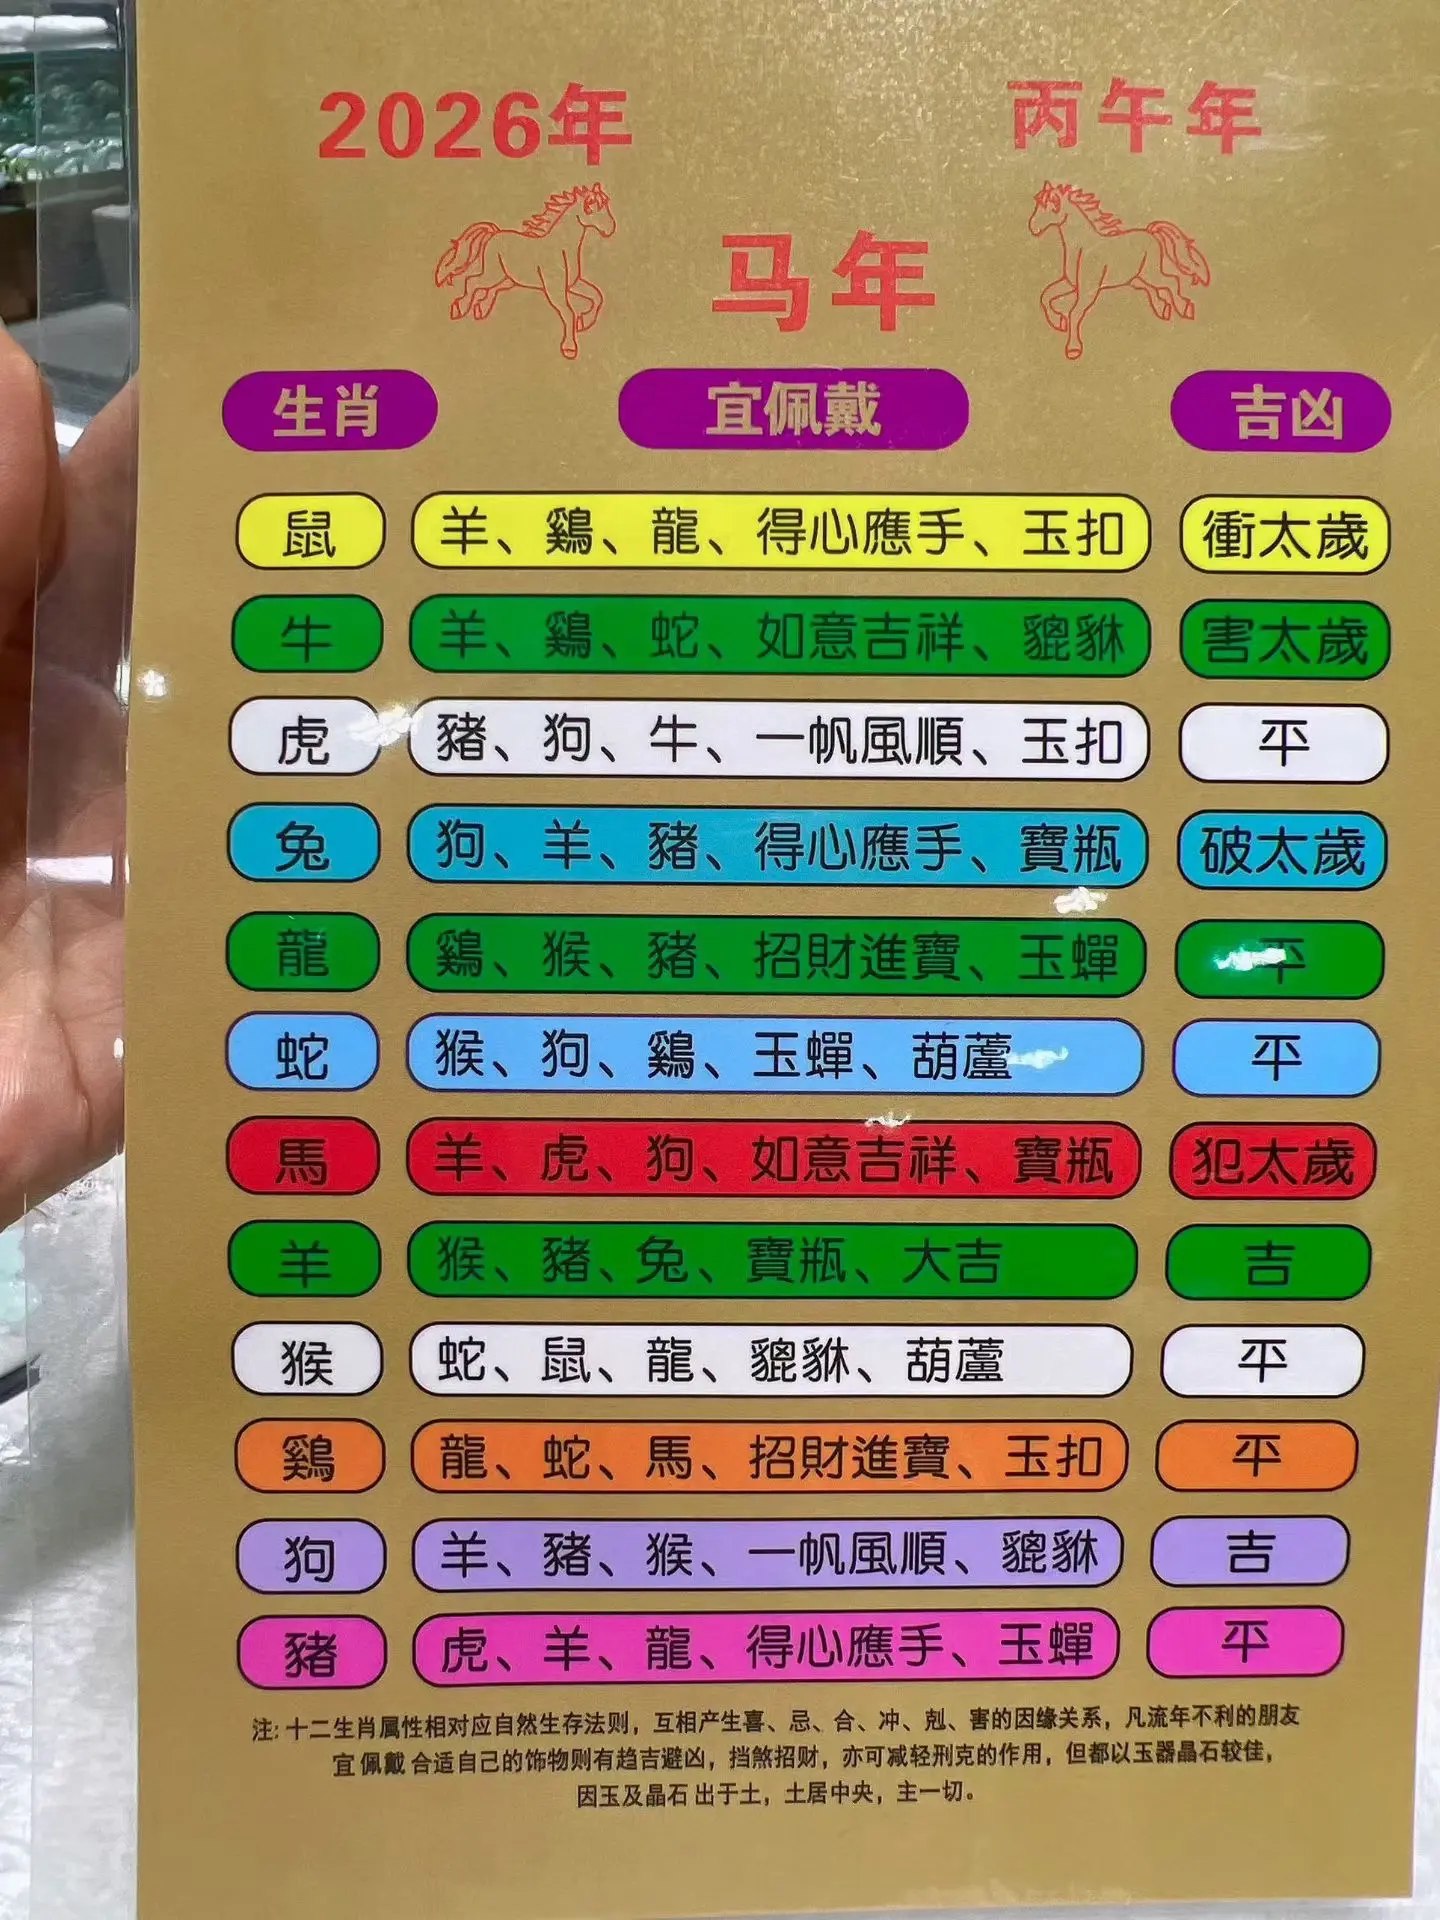 2026年 丙午年
马年
生肖 宜佩戴 吉凶
鼠 羊、鷄、龍、得心應手、玉扣 衝太歲
牛 羊、鷄、蛇、如意吉祥、貔貅 害太歲
虎 豬、狗、牛、一帆風順、玉扣 平
兔 狗、羊、豬、得心應手、寶瓶 破太歲
龍 鷄、猴、豬、招財進寶、玉蟬 平
蛇 猴、狗、鷄、玉蟬、葫蘆 平
馬 羊、虎、狗、如意吉祥、寶瓶 犯太歲
羊 猴、豬、兔、寶瓶、大吉 吉
猴 蛇、鼠、龍、貔貅、葫蘆 平
鷄 龍、蛇、馬、招財進寶、玉扣 平
狗 羊、豬、猴、一帆風順、貔貅 吉
豬 虎、羊、龍、得心應手、玉蟬 平
注: 十二生肖属性相对应自然生存法则，互相产生喜、忌、合、冲、剋、害的因缘关系，凡流年不利的朋友
宜 佩戴 合适自己的饰物则有趋吉避凶，挡煞招财，亦可减轻刑克的作用，但都以玉器晶石较佳，
因玉及晶石 出于土，土居中央，主一切。